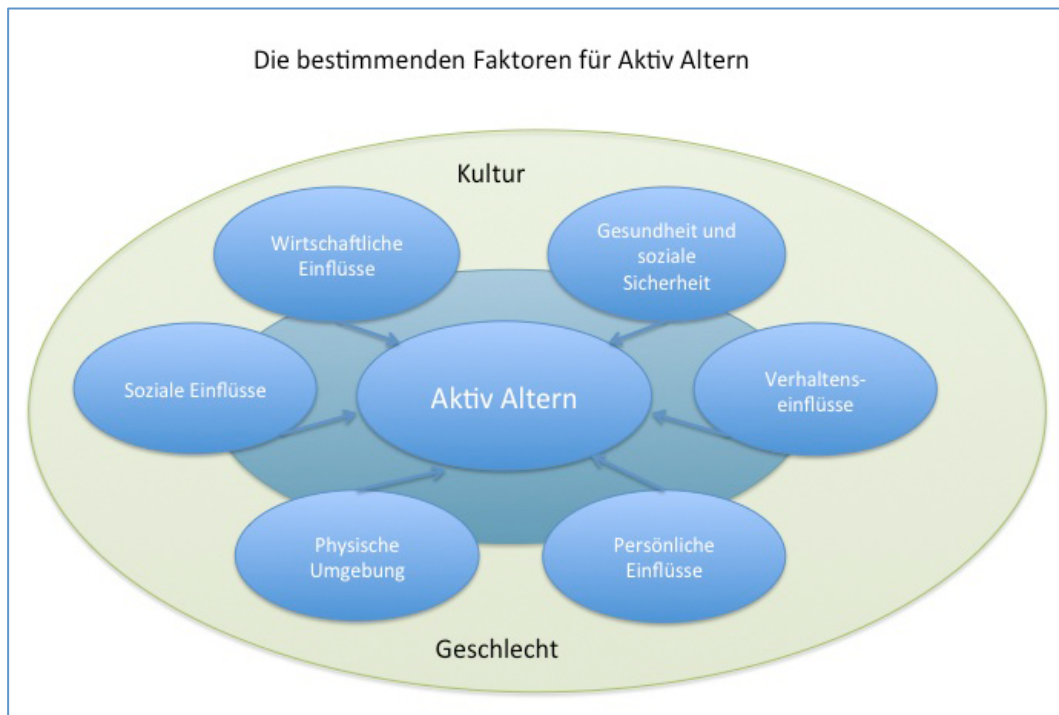 Die bestimmenden Faktoren für Aktiv Altern
Kultur
Wirtschaftliche
Einflüsse
Gesundheit und
soziale
Sicherheit
Soziale Einflüsse
Aktiv Altern
Verhaltens-
einflüsse
Physische
Umgebung
Persönliche
Einflüsse
Geschlecht